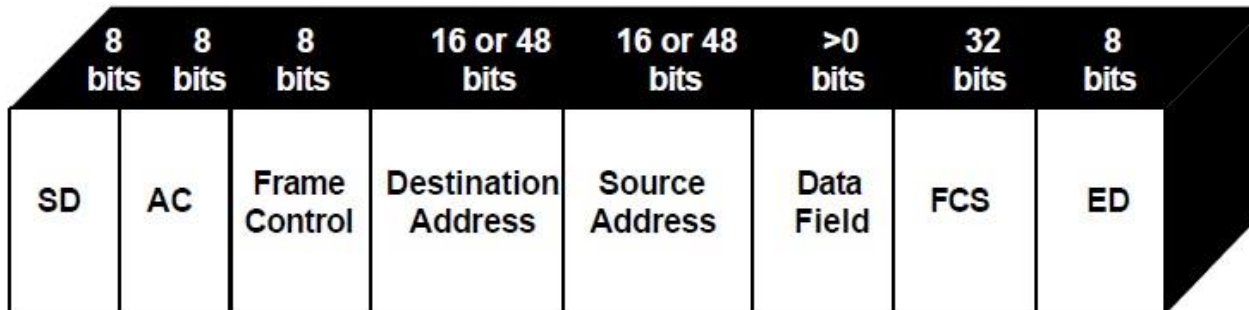 8 8 8 16 or 48 16 or 48 >0 32 8
bits bits bits bits bits bits bits bits
SD AC Frame Control Destination Address Source Address Data Field FCS ED